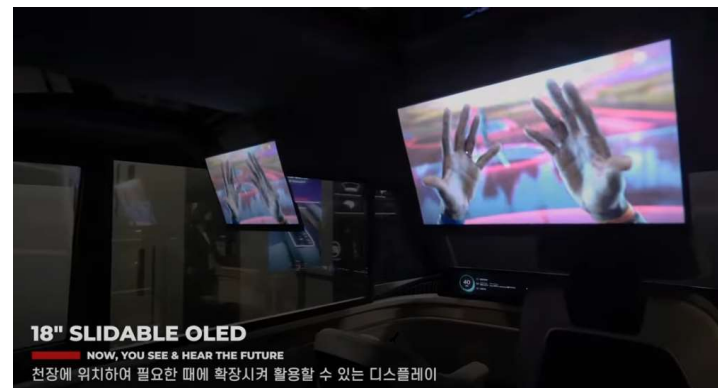 18" SLIDABLE OLED
NOW, YOU SEE & HEAR THE FUTURE
천장에 위치하여 필요한 때에 확장시켜 활용할 수 있는 디스플레이